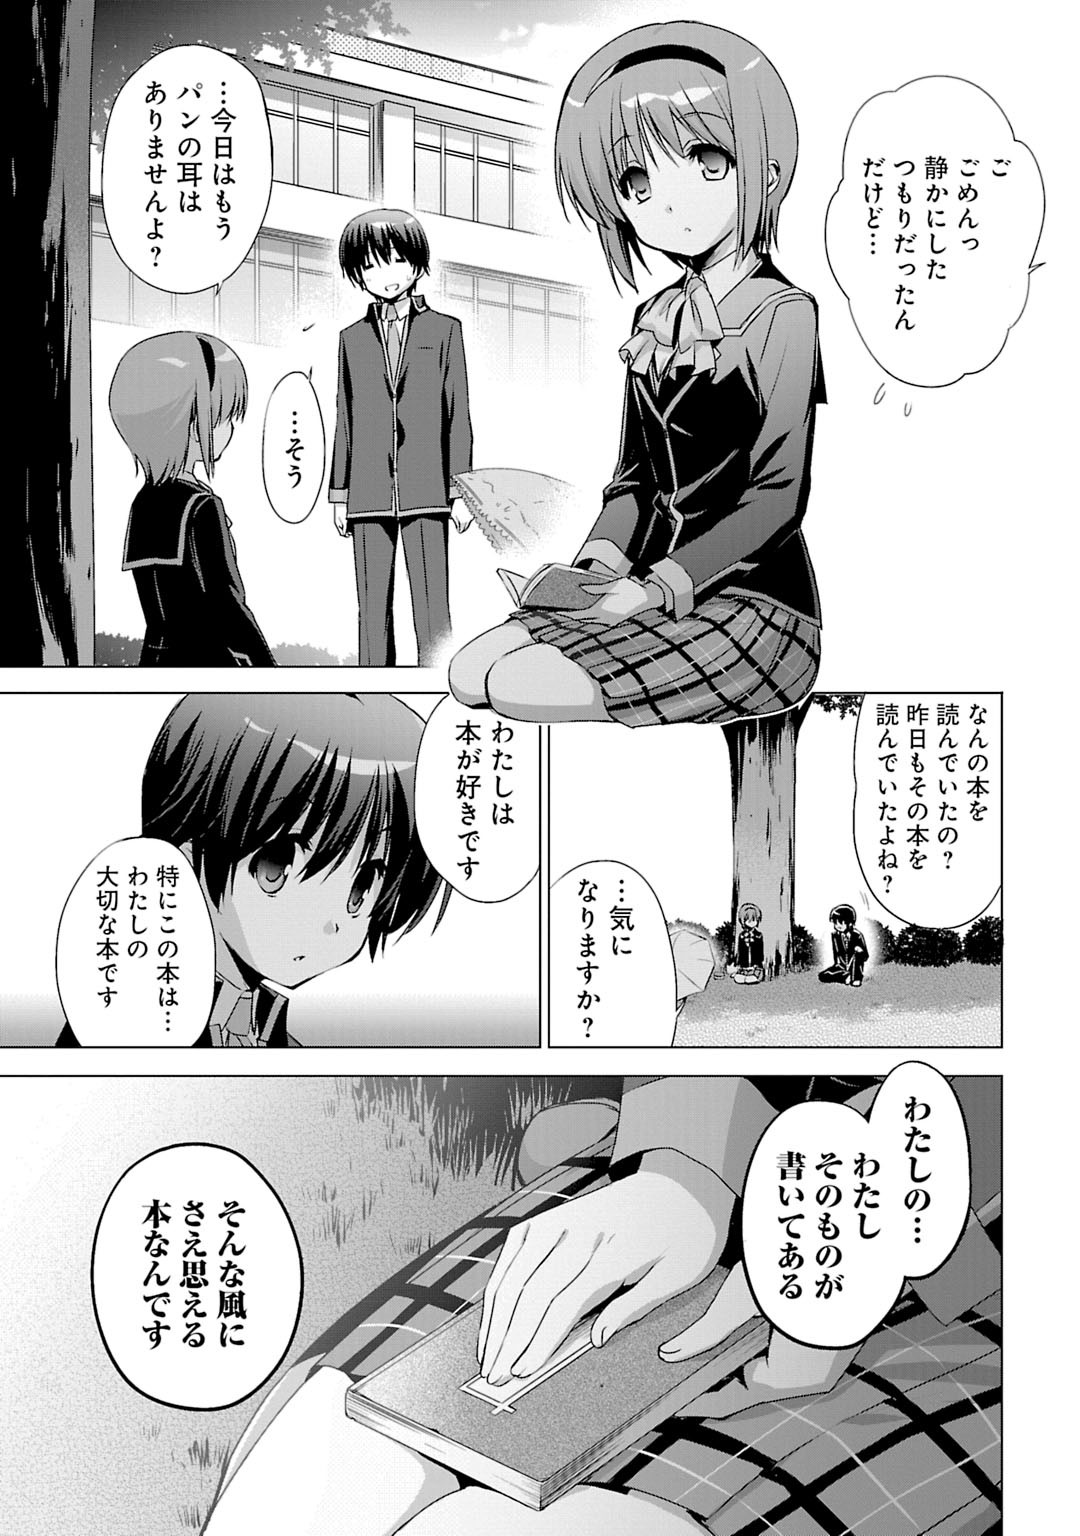 ご
ごめんっ
静かにした
つもりだったん
だけど…
…今日はもう
パンの耳は
ありませんよ？
…そう
なんの本を
読んでいたの？
昨日もその本を
読んでいたよね？
…気に
なりますか？
わたしは
本が好きです
特にこの本は…
わたしの
大切な本です
わたしの…
わたし
そのものが
書いてある
そんな風に
さえ思える
本なんです